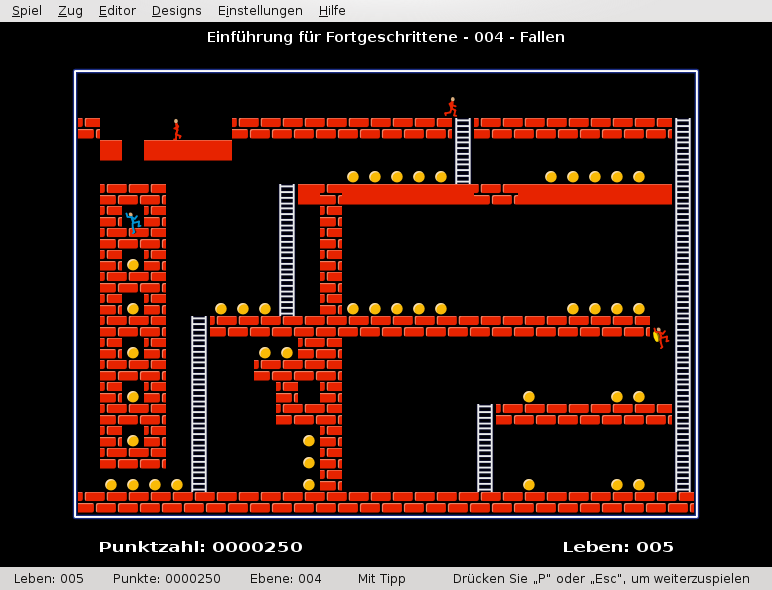 Spiel Zug Editor Designs Einstellungen Hilfe
Einführung für Fortgeschrittene - 004 - Fallen
Punktzahl: 0000250 Leben: 005
Leben: 005 Punkte: 0000250 Ebene: 004 Mit Tipp Drücken Sie „P" oder „Esc", um weiterzuspielen